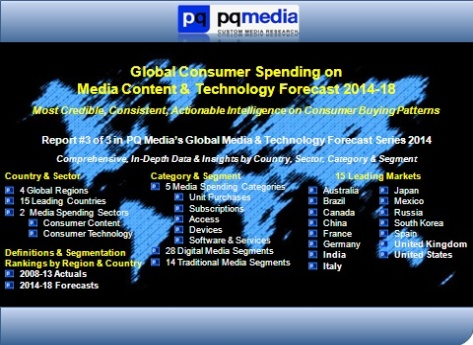 pq pqmedia
CUSTOM MEDIA RESEARCH
Global Consumer Spending on
Media Content & Technology Forecast 2014-18
Most Credible, Consistent, Actionable Intelligence on Consumer Buying Patterns
Report #3 of 3 in PQ Media's Global Media & Technology Forecast Series 2014
Comprehensive, In-Depth Data & Insights by Country, Sector, Category & Segment
Country & Sector
4 Global Regions
15 Leading Countries
2 Media Spending Sectors
Consumer Content
Consumer Technology
Definitions & Segmentation
Rankings by Region & Country
2008-13 Actuals
2014-18 Forecasts
Category & Segment
5 Media Spending Categories
Unit Purchases
Subscriptions
Access
Devices
Software & Services
28 Digital Media Segments
14 Traditional Media Segments
15 Leading Markets
Australia
Brazil
Canada
China
France
Germany
India
Italy
Japan
Mexico
Russia
South Korea
Spain
United Kingdom
United States